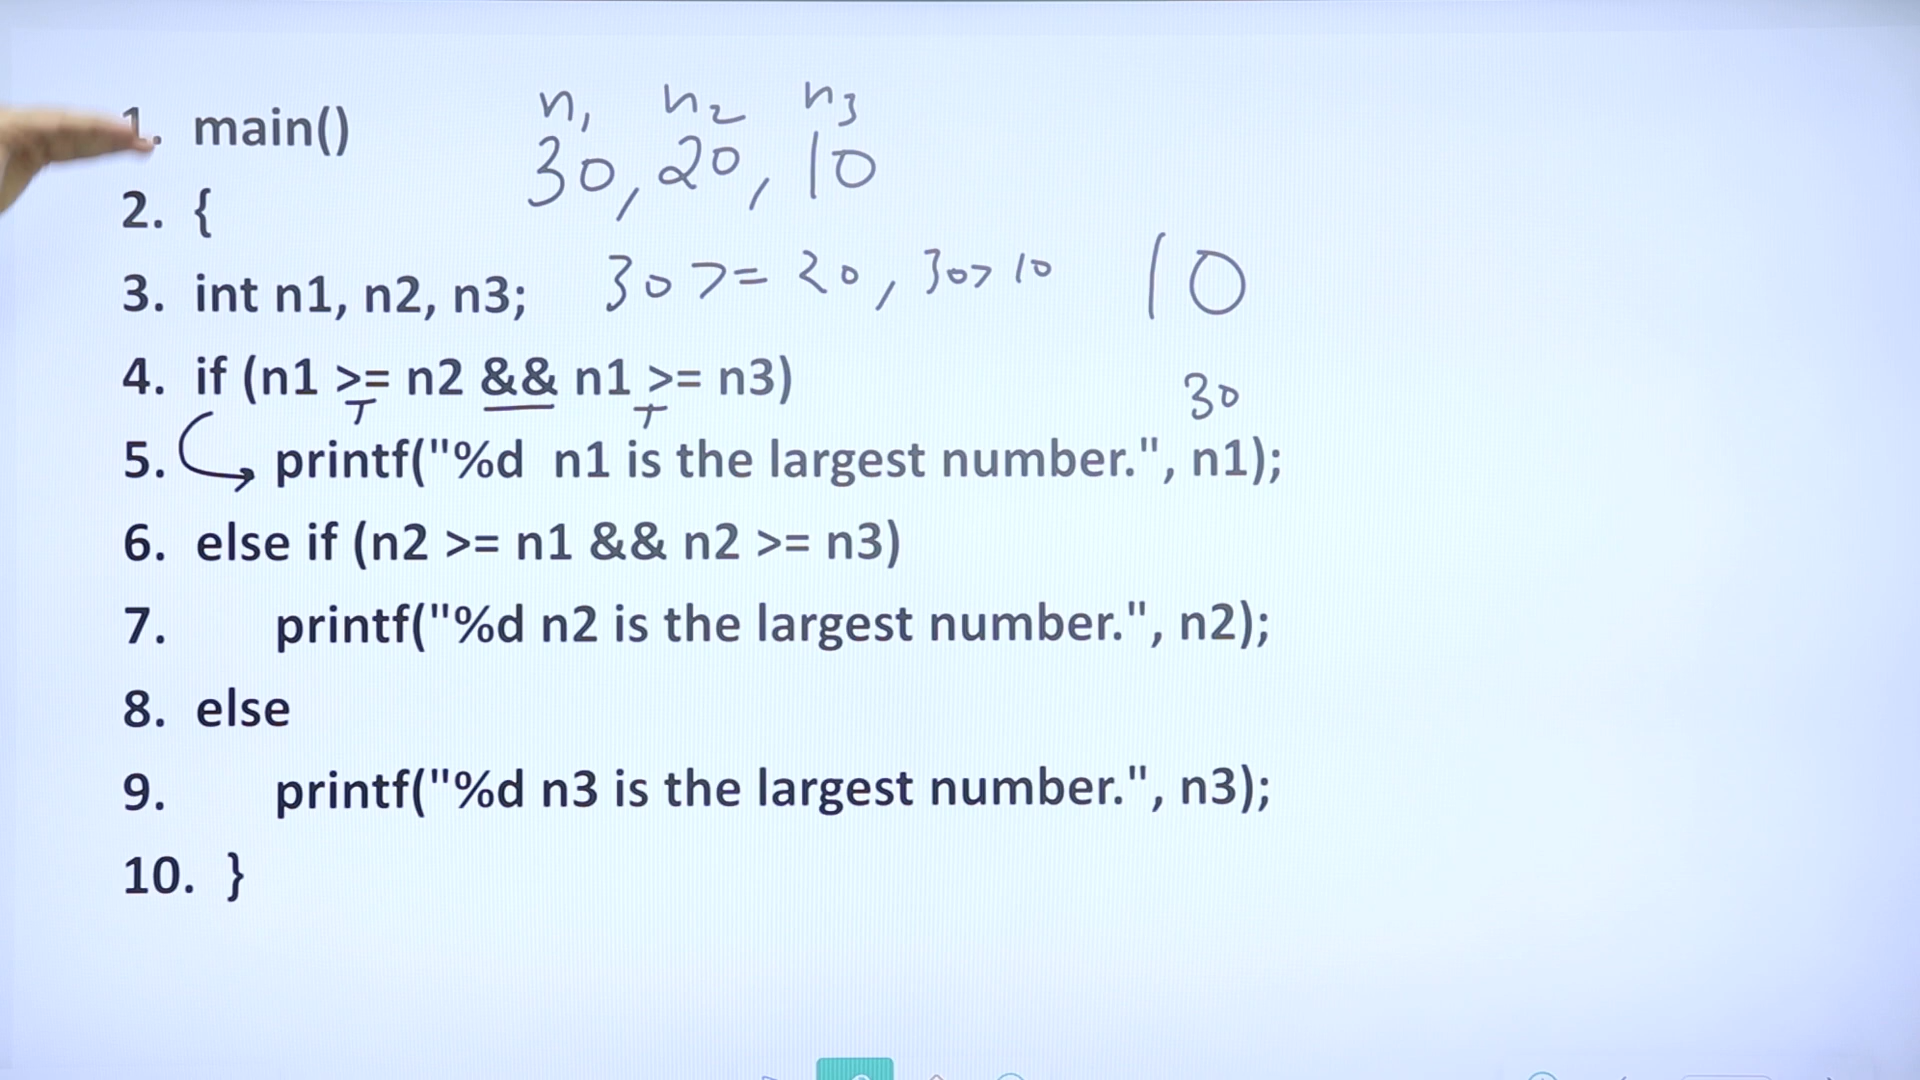 n1 n2 n3
1. main()
30, 20, 10
2. {
3. int n1, n2, n3;
30 >= 20, 30> 10
10
4. if (n1 >= n2 && n1 >= n3)
T T
30
5. printf("%d  n1 is the largest number.", n1);
6. else if (n2 >= n1 && n2 >= n3)
7. printf("%d n2 is the largest number.", n2);
8. else
9. printf("%d n3 is the largest number.", n3);
10. }